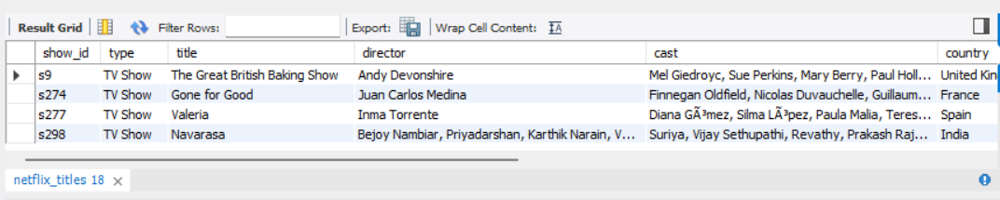 Result Grid Filter Rows: Export: Wrap Cell Content: IA
show_id type title director cast country
s9 TV Show The Great British Baking Show Andy Devonshire Mel Giedroyc, Sue Perkins, Mary Berry, Paul Holl... United Kin
s274 TV Show Gone for Good Juan Carlos Medina Finnegan Oldfield, Nicolas Duvauchelle, Guillaum... France
s277 TV Show Valeria Inma Torrente Diana GÃ³mez, Silma LÃ³pez, Paula Malia, Teres... Spain
s298 TV Show Navarasa Bejoy Nambiar, Priyadarshan, Karthik Narain, V... Suriya, Vijay Sethupathi, Revathy, Prakash Raj... India
netflix_titles 18